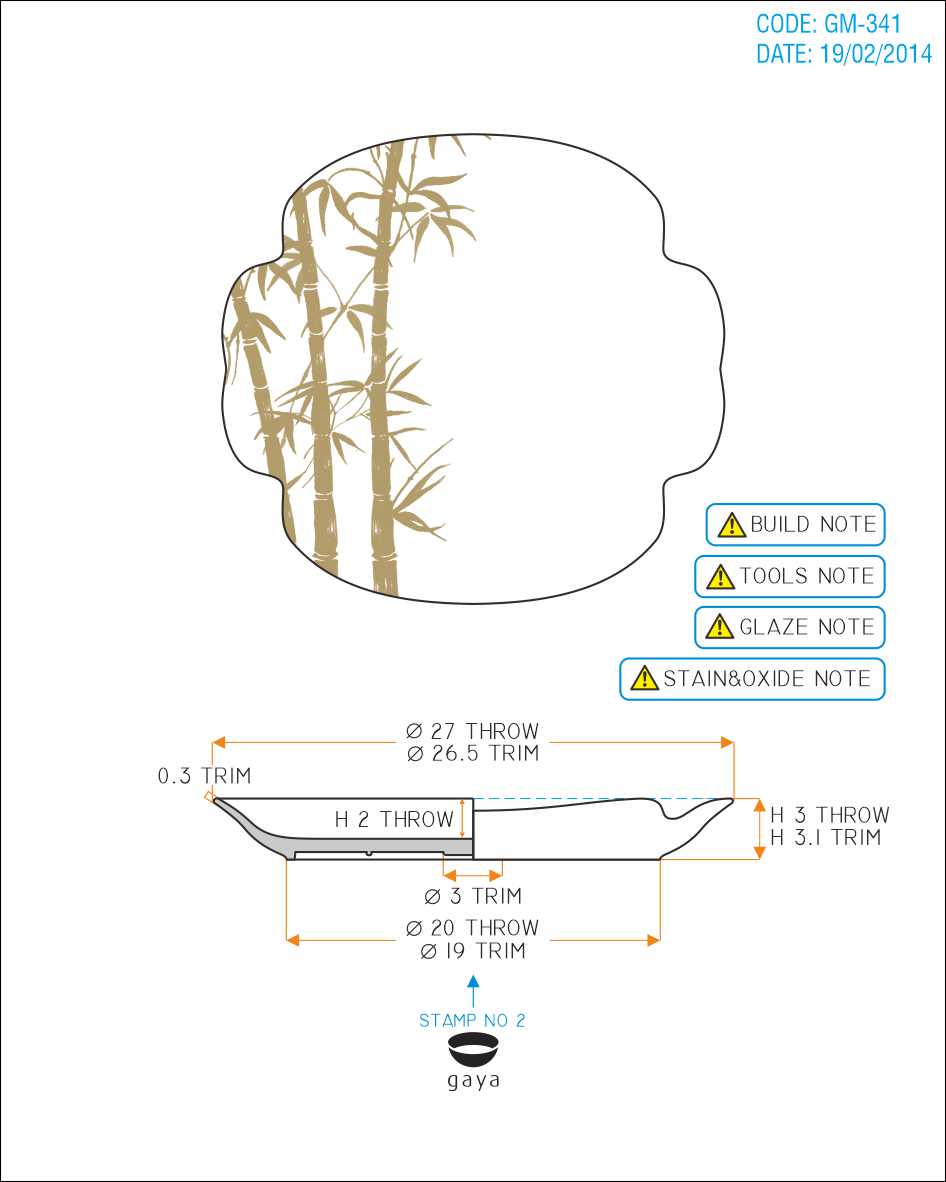 CODE: GM-341
DATE: 19/02/2014
BUILD NOTE
TOOLS NOTE
GLAZE NOTE
STAIN&OXIDE NOTE
Ø 27 THROW
Ø 26.5 TRIM
0.3 TRIM
H 2 THROW
H 3 THROW
H 3.1 TRIM
Ø 3 TRIM
Ø 20 THROW
Ø 19 TRIM
STAMP NO 2
gaya